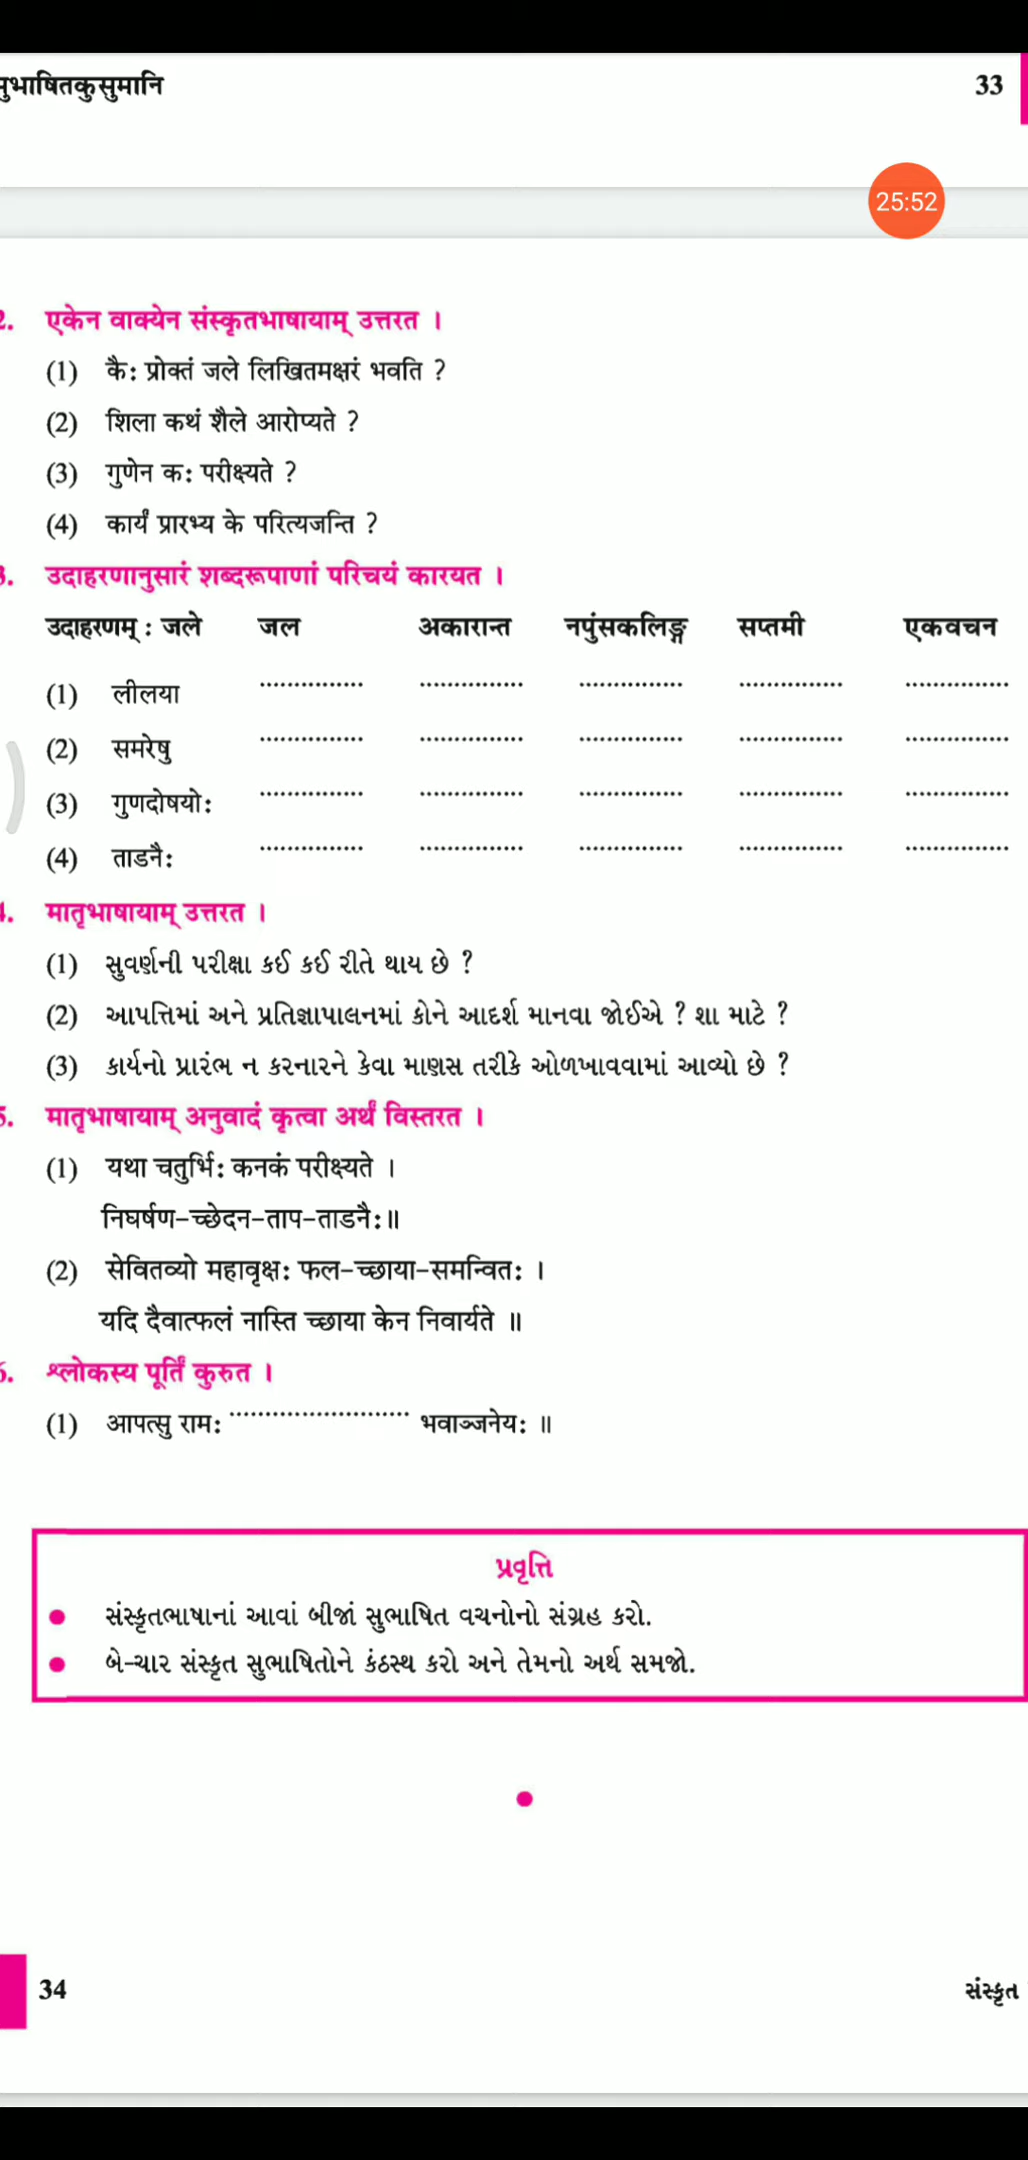 सुभाषितकुसुमानि 33
25:52
2. एकेन वाक्येन संस्कृतभाषायाम् उत्तरत ।
(1) कैः प्रोक्तं जले लिखितमक्षरं भवति ?
(2) शिला कथं शैले आरोप्यते ?
(3) गुणेन कः परीक्ष्यते ?
(4) कार्यं प्रारभ्य के परित्यजन्ति ?
3. उदाहरणानुसारं शब्दरूपाणां परिचयं कारयत ।
उदाहरणम् : जले जल अकारान्त नपुंसकलिङ्ग सप्तमी एकवचन
(1) लीलया ............... ............... ............... ............... ...............
(2) समरेषु ............... ............... ............... ............... ...............
(3) गुणदोषयोः ............... ............... ............... ............... ...............
(4) ताडनैः ............... ............... ............... ............... ...............
4. मातृभाषायाम् उत्तरत ।
(1) સુવર્ણની પરીક્ષા કઈ કઈ રીતે થાય છે ?
(2) આપત્તિમાં અને પ્રતિજ્ઞાપાલનમાં કોને આદર્શ માનવા જોઈએ ? શા માટે ?
(3) કાર્યનો પ્રારંભ ન કરનારને કેવા માણસ તરીકે ઓળખાવવામાં આવ્યો છે ?
5. मातृभाषायाम् अनुवादं कृत्वा अर्थं विस्तरत ।
(1) यथा चतुर्भिः कनकं परीक्ष्यते ।
निघर्षण-च्छेदन-ताप-ताडनैः॥
(2) सेवितव्यो महावृक्षः फल-च्छाया-समन्वितः ।
यदि दैवात्फलं नास्ति च्छाया केन निवार्यते ॥
6. श्लोकस्य पूर्तिं कुरुत ।
(1) आपत्सु रामः .......................... भवाञ्जनेयः ॥
પ્રવૃત્તિ
● સંસ્કૃતભાષાનાં આવાં બીજાં સુભાષિત વચનોનો સંગ્રહ કરો.
● બે-ચાર સંસ્કૃત સુભાષિતોને કંઠસ્થ કરો અને તેમનો અર્થ સમજો.
34 સંસ્કૃત